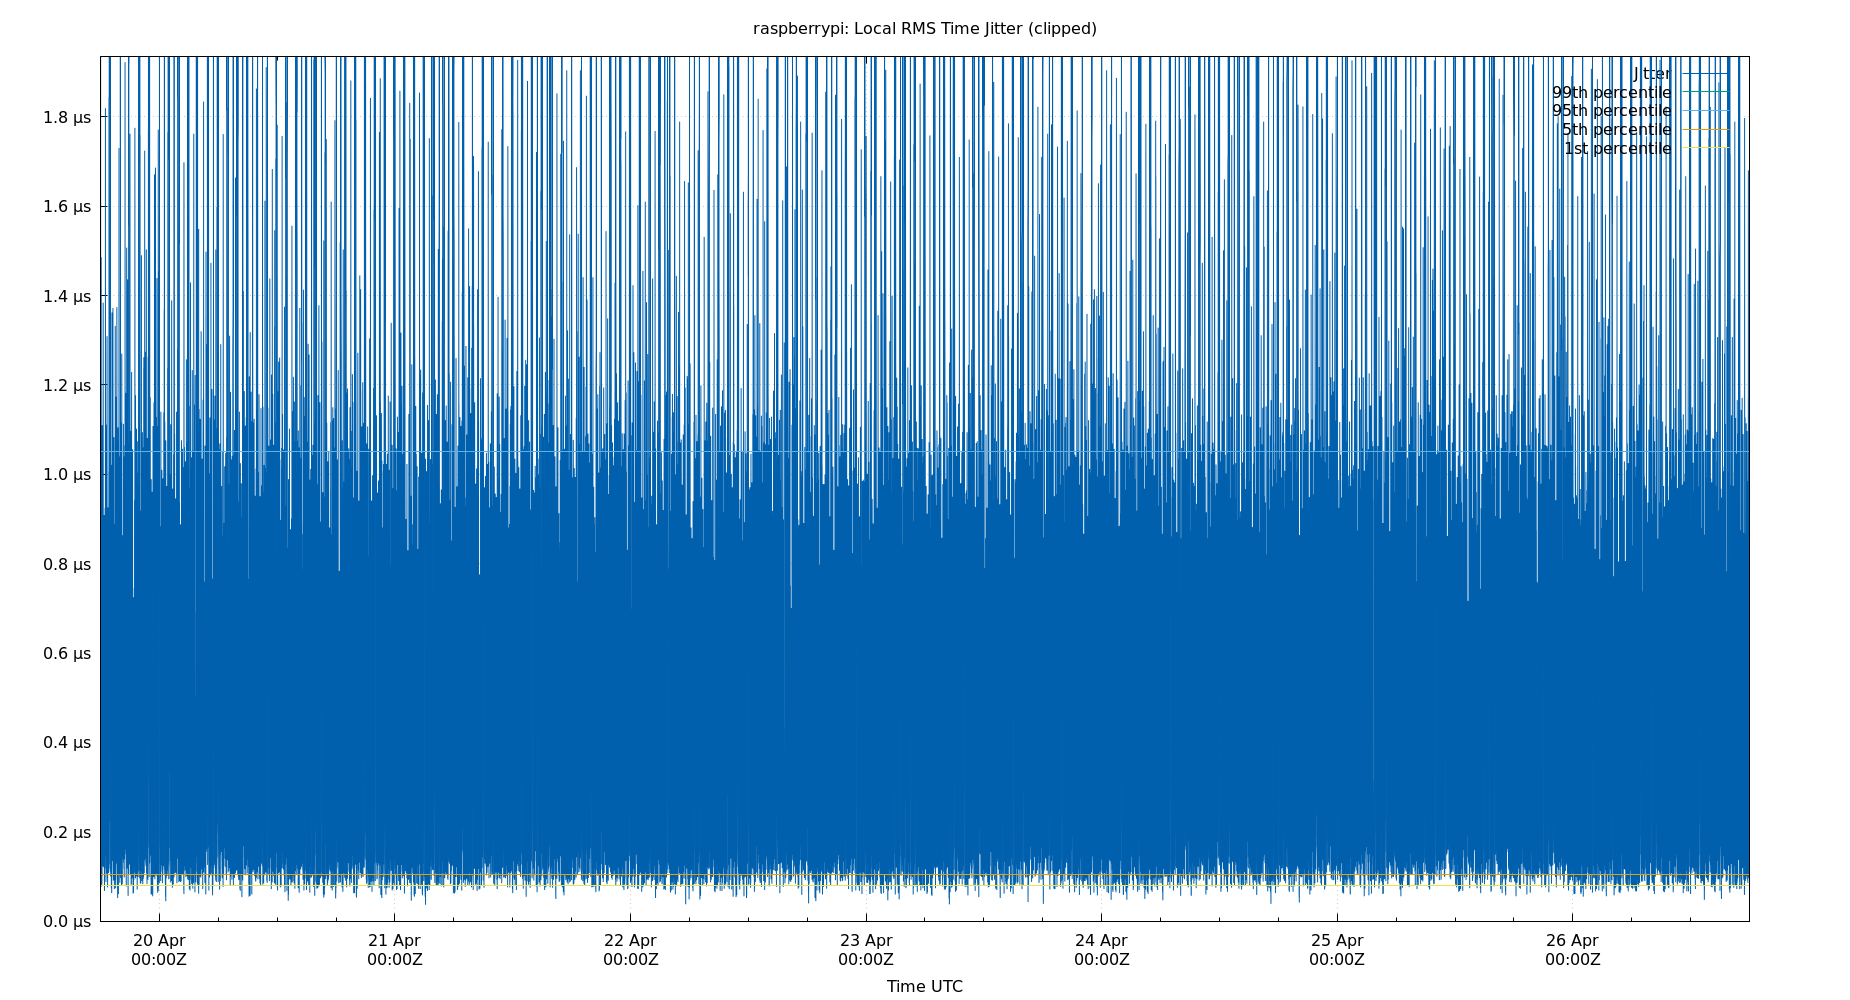 raspberrypi: Local RMS Time Jitter (clipped)
Jitter
99th percentile
95th percentile
5th percentile
1st percentile
1.8 µs
1.6 µs
1.4 µs
1.2 µs
1.0 µs
0.8 µs
0.6 µs
0.4 µs
0.2 µs
0.0 µs
20 Apr 21 Apr 22 Apr 23 Apr 24 Apr 25 Apr 26 Apr
00:00Z 00:00Z 00:00Z 00:00Z 00:00Z 00:00Z 00:00Z
Time UTC